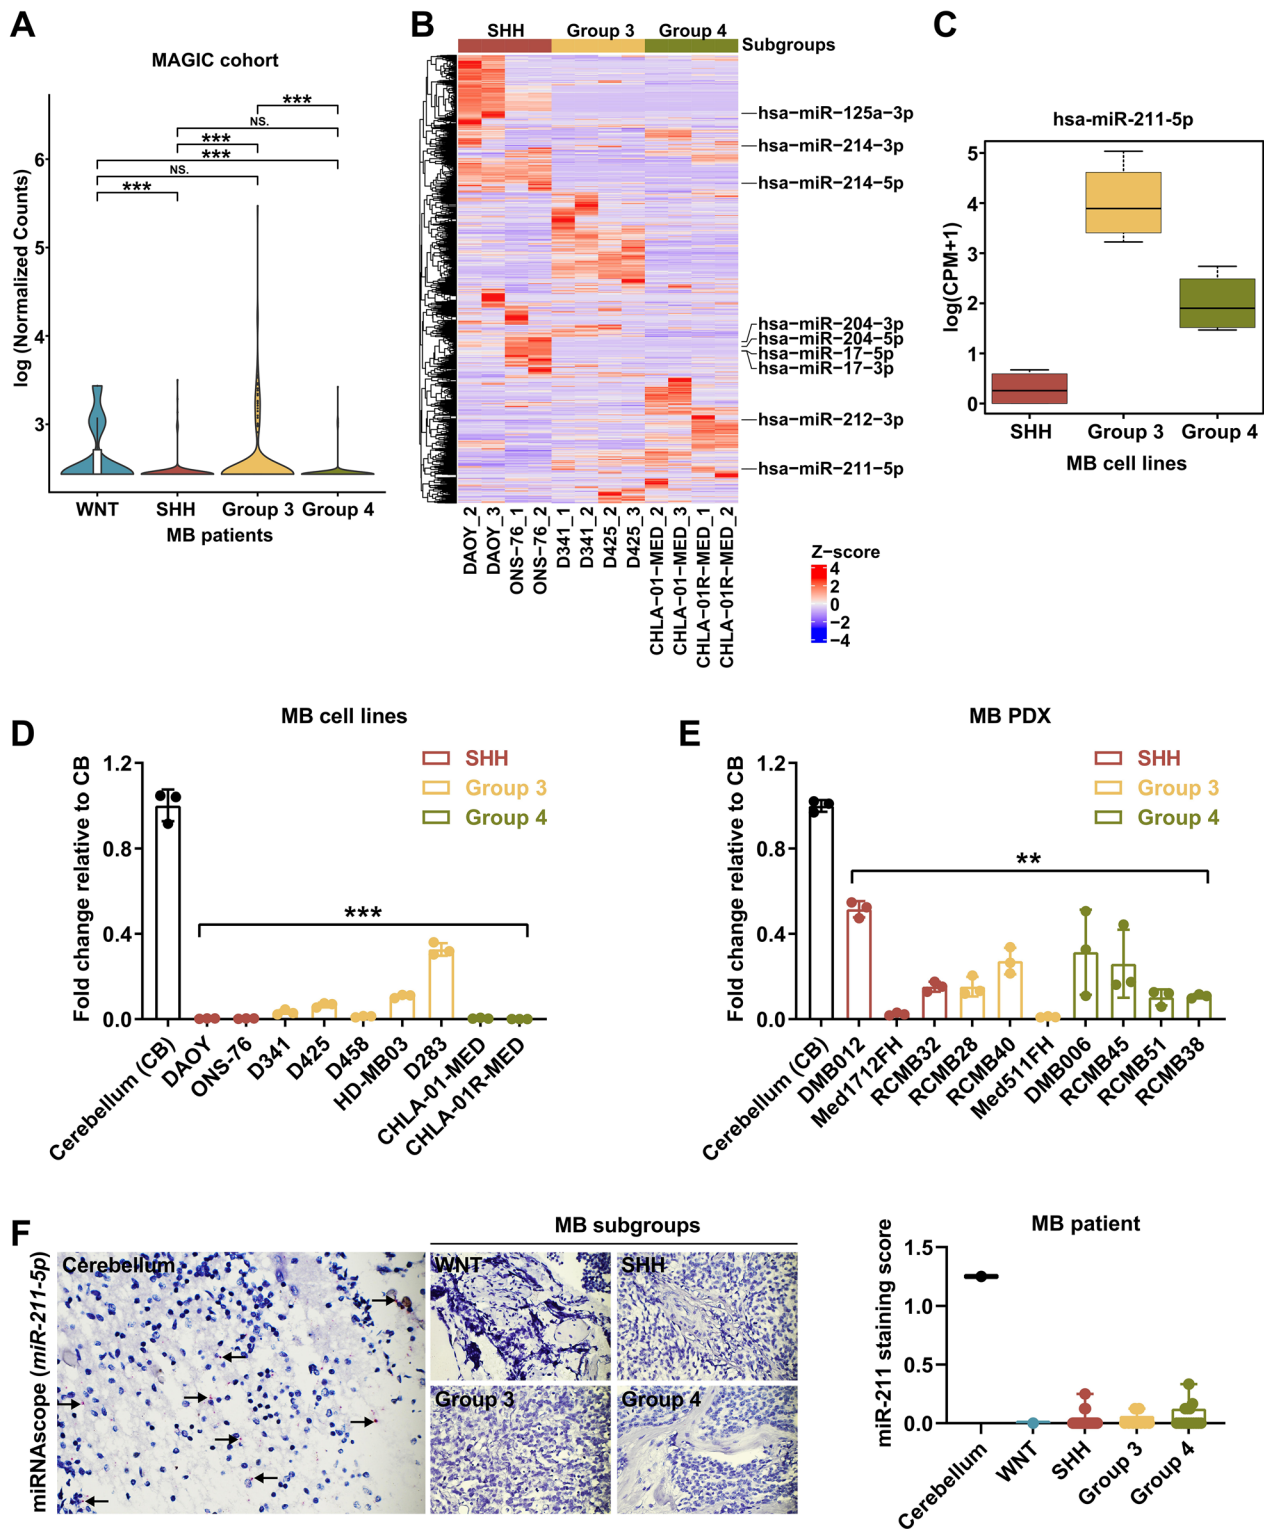 A
MAGIC cohort
log (Normalized Counts)
6
5
4
3
***
NS.
***
***
NS.
***
WNT
SHH
Group 3
Group 4
MB patients
B
SHH
Group 3
Group 4
Subgroups
hsa−miR−125a−3p
hsa−miR−214−3p
hsa−miR−214−5p
hsa−miR−204−3p
hsa−miR−204−5p
hsa−miR−17−5p
hsa−miR−17−3p
hsa−miR−212−3p
hsa−miR−211−5p
DAOY_2
DAOY_3
ONS−76_1
ONS−76_2
D341_1
D341_2
D425_2
D425_3
CHLA−01−MED_2
CHLA−01−MED_3
CHLA−01R−MED_1
CHLA−01R−MED_2
Z−score
4
2
0
−2
−4
C
hsa−miR−211−5p
log(CPM+1)
5
4
3
2
1
0
SHH
Group 3
Group 4
MB cell lines
D
MB cell lines
Fold change relative to CB
1.2
0.8
0.4
0.0
SHH
Group 3
Group 4
***
Cerebellum (CB)
DAOY
ONS-76
D341
D425
D458
HD-MB03
D283
CHLA-01-MED
CHLA-01R-MED
E
MB PDX
Fold change relative to CB
1.2
0.8
0.4
0.0
SHH
Group 3
Group 4
**
Cerebellum (CB)
DMB012
Med1712FH
RCMB32
RCMB28
RCMB40
Med511FH
DMB006
RCMB45
RCMB51
RCMB38
F
miRNAscope (miR-211-5p)
Cerebellum
MB subgroups
WNT
SHH
Group 3
Group 4
MB patient
miR-211 staining score
1.5
1.0
0.5
0.0
Cerebellum
WNT
SHH
Group 3
Group 4